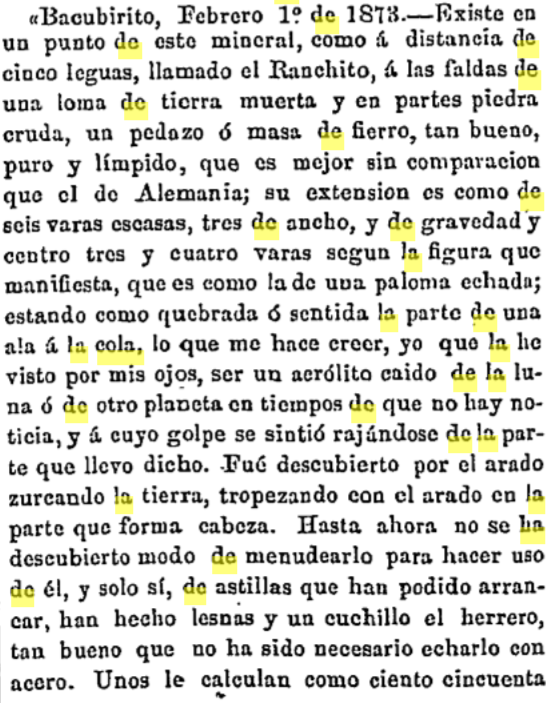 «Bacubirito, Febrero 1º de 1873.—Existe en
un punto de este mineral, como á distancia de
cinco leguas, llamado el Ranchito, á las faldas de
una loma de tierra muerta y en partes piedra
cruda, un pedazo ó masa de fierro, tan bueno,
puro y límpido, que es mejor sin comparacion
que el de Alemania; su extension es como de
seis varas escasas, tres de ancho, y de gravedad y
centro tres y cuatro varas segun la figura que
manifiesta, que es como la de una paloma echada;
estando como quebrada ó sentida la parte de una
ala á la cola, lo que me hace creer, yo que la he
visto por mis ojos, ser un aerólito caido de la lu-
na ó de otro planeta en tiempos de que no hay no-
ticia, y á cuyo golpe se sintió rajándose de la par-
te que llevo dicho. Fué descubierto por el arado
zurcando la tierra, tropezando con el arado en la
parte que forma cabeza. Hasta ahora no se ha
descubierto modo de menudearlo para hacer uso
de él, y solo sí, de astillas que han podido arran-
car, han hecho lesnas y un cuchillo el herrero,
tan bueno que no ha sido necesario echarlo con
acero. Unos le calculan como ciento cincuenta